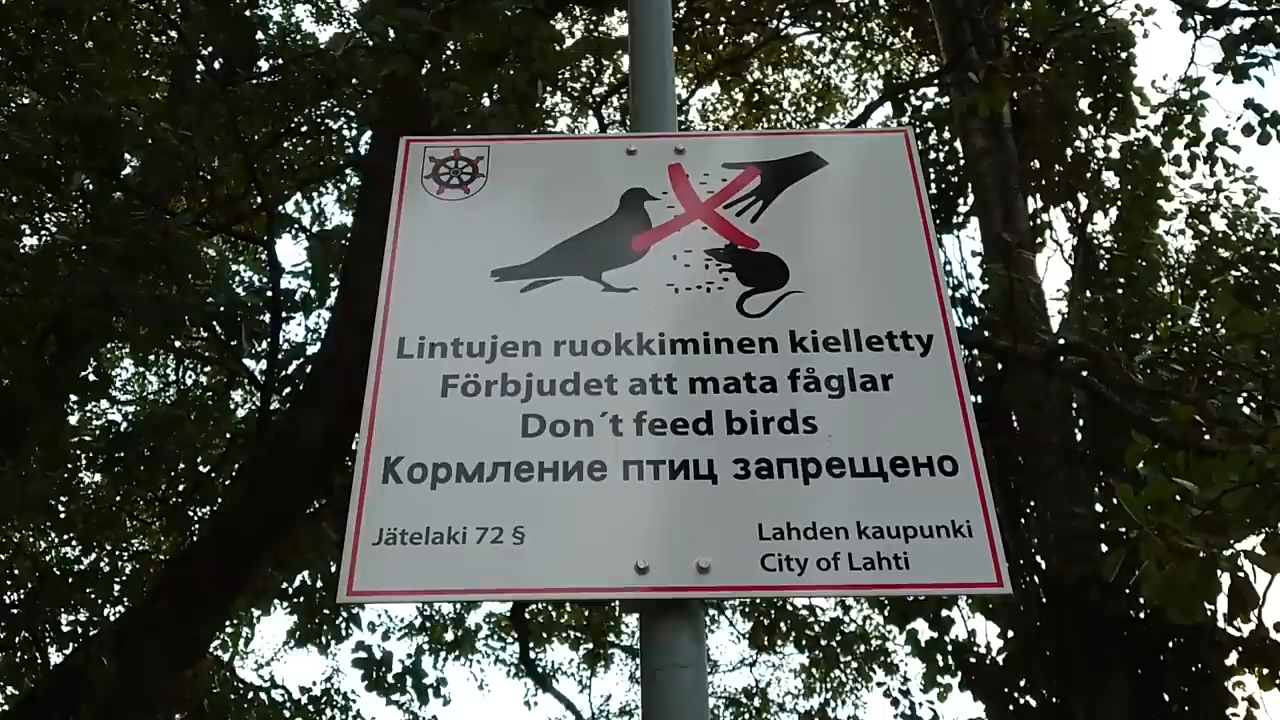 Lintujen ruokkiminen kielletty
Förbjudet att mata fåglar
Don´t feed birds
Кормление птиц запрещено
Jätelaki 72 §
Lahden kaupunki
City of Lahti